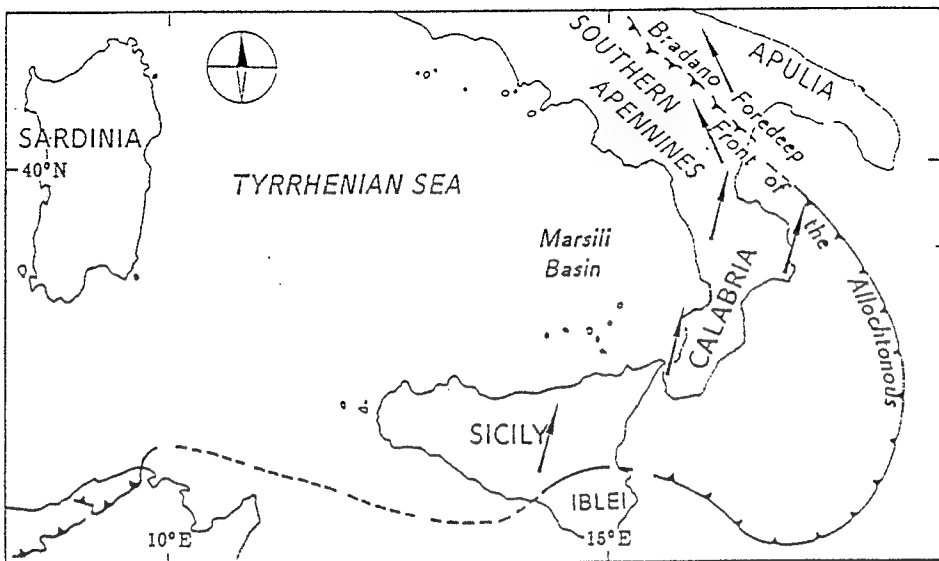 SARDINIA
40°N
TYRRHENIAN SEA
SOUTHERN
APENNINES
Bradano Foredeep
APULIA
Front of the Allochtonous
Marsili
Basin
CALABRIA
SICILY
IBLEI
10°E
15°E